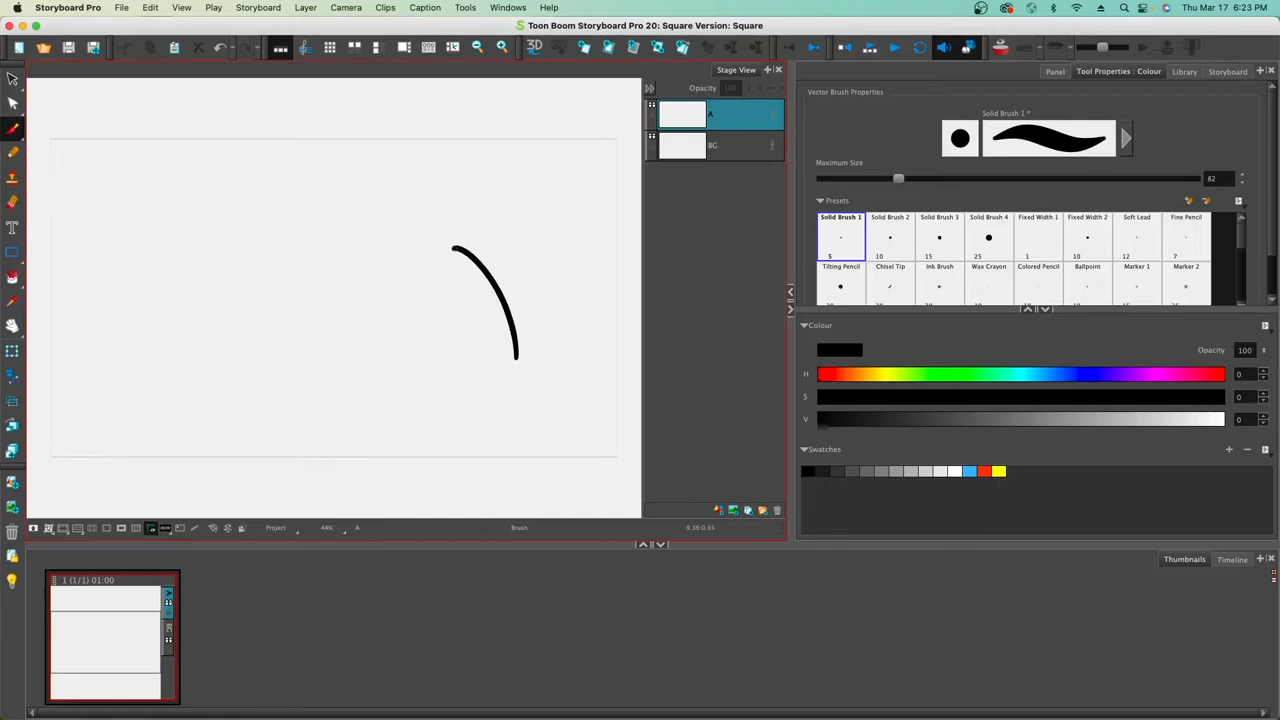 Storyboard Pro File Edit View Play Storyboard Layer Camera Clips Caption Tools Windows Help Thu Mar 17 6:23 PM
Toon Boom Storyboard Pro 20: Square Version: Square
Stage View
Opacity 100
A
BG
Panel Tool Properties : Colour Library Storyboard
Vector Brush Properties
Solid Brush 1 *
Maximum Size
82
Presets
Solid Brush 1 Solid Brush 2 Solid Brush 3 Solid Brush 4 Fixed Width 1 Fixed Width 2 Soft Lead Fine Pencil
5 10 15 25 1 10 12 7
Tilting Pencil Chisel Tip Ink Brush Wax Crayon Colored Pencil Ballpoint Marker 1 Marker 2
Colour
Opacity 100
H 0
S 0
V 0
Swatches
Project 44% A Brush
Thumbnails Timeline
1 (1/1) 01:00
A
BG